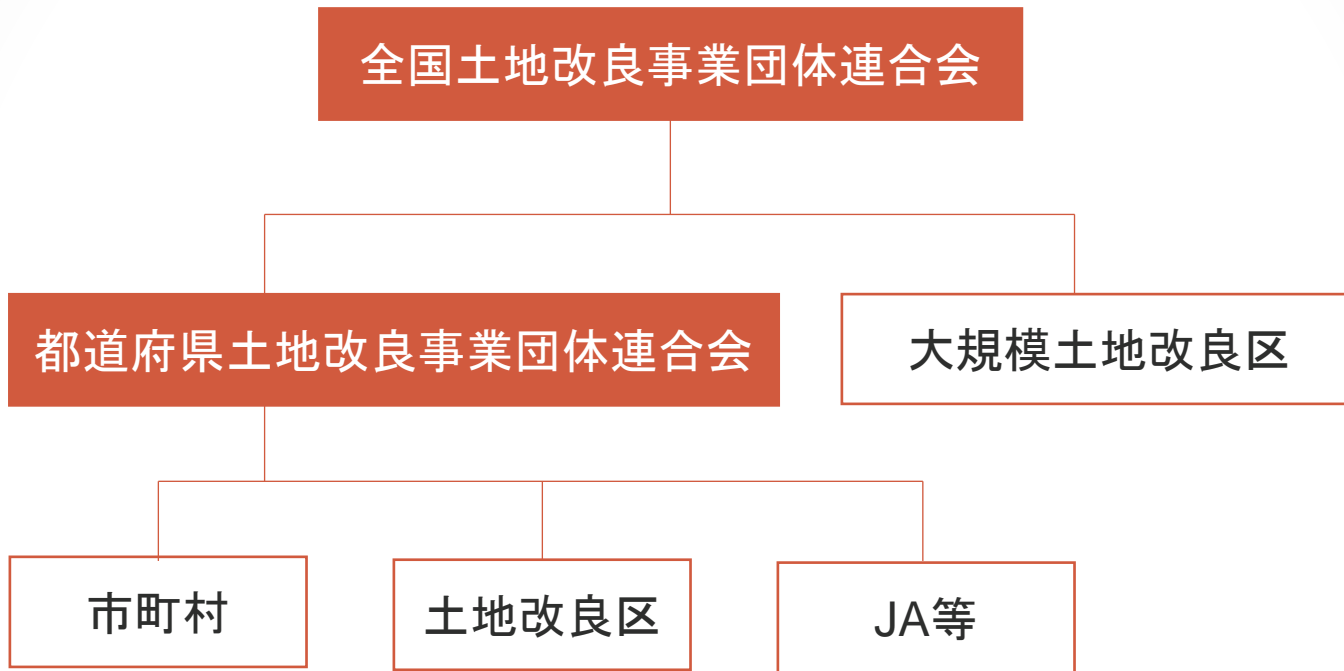 全国土地改良事業団体連合会
都道府県土地改良事業団体連合会
大規模土地改良区
市町村
土地改良区
JA等